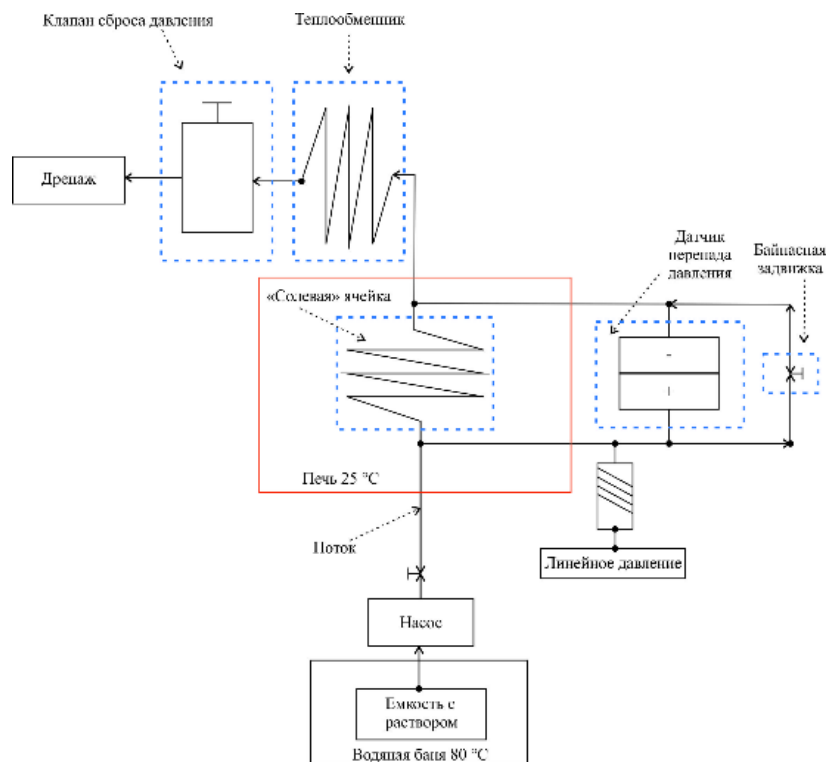 Клапан сброса давления
Теплообменник
Дренаж
Датчик
перепада
давления
Байпасная
задвижка
«Солевая» ячейка
Печь 25 °С
Поток
Линейное давление
Насос
Емкость с
раствором
Водяная баня 80 °С